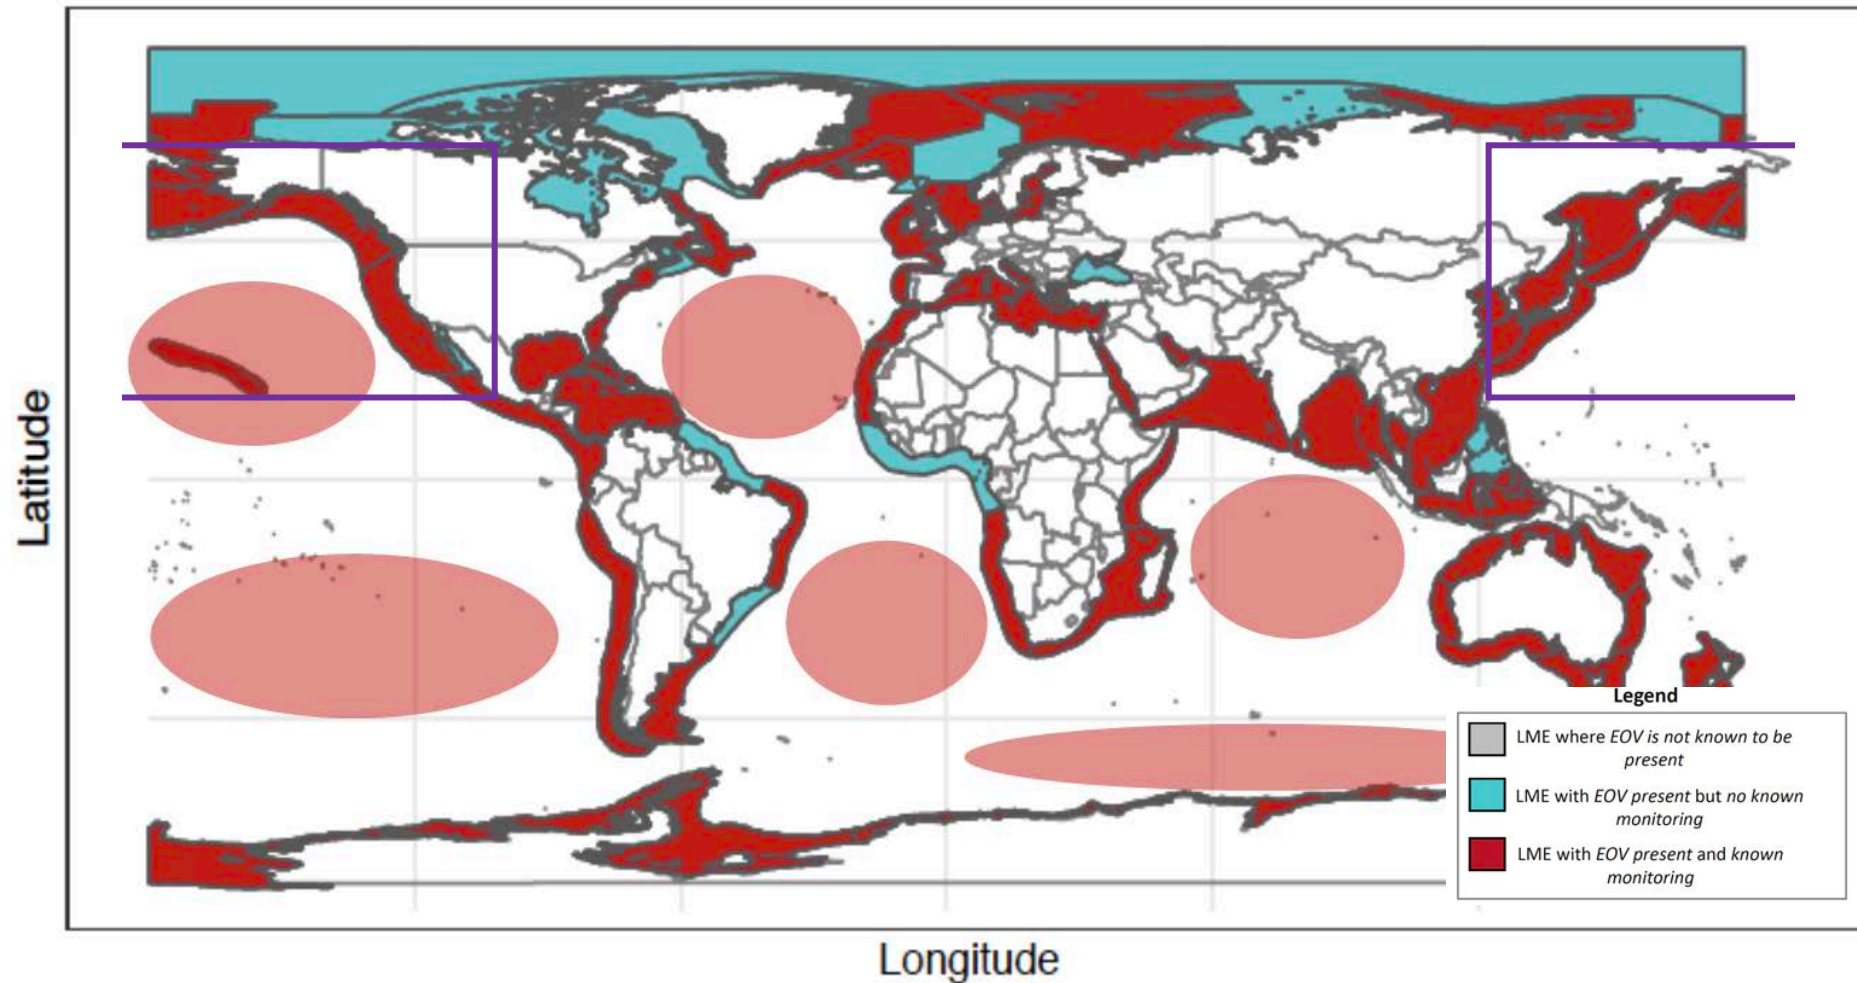 Latitude
Longitude
Legend
LME where EOV is not known to be
present
LME with EOV present but no known
monitoring
LME with EOV present and known
monitoring